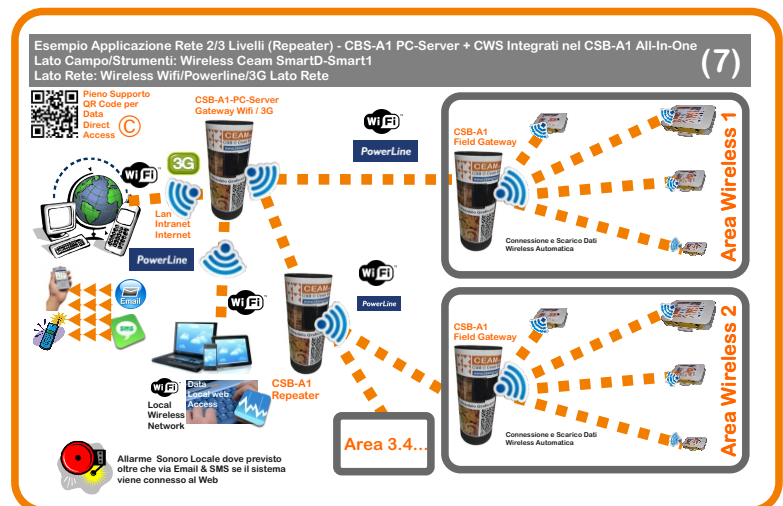 Esempio Applicazione Rete 2/3 Livelli (Repeater) - CBS-A1 PC-Server + CWS Integrati nel CSB-A1 All-In-One
Lato Campo/Strumenti: Wireless Ceam SmartD-Smart1
Lato Rete: Wireless Wifi/Powerline/3G Lato Rete
(7)
Pieno Supporto
QR Code per
Data
Direct
Access
©
CSB-A1-PC-Server
Gateway Wifi / 3G
WiFi
3G
Lan
Intranet
Internet
PowerLine
WiFi
PowerLine
CEAM
CSB-A1
Field Gateway
CEAM
Connessione e Scarico Dati
Wireless Automatica
Area Wireless 1
Email
SMS
WiFi
WiFi
Local
Wireless
Network
Data
Local web
Access
CEAM
CSB-A1
Repeater
WiFi
PowerLine
Area 3.4...
CSB-A1
Field Gateway
CEAM
Connessione e Scarico Dati
Wireless Automatica
Area Wireless 2
Allarme Sonoro Locale dove previsto
oltre che via Email & SMS se il sistema
viene connesso al Web